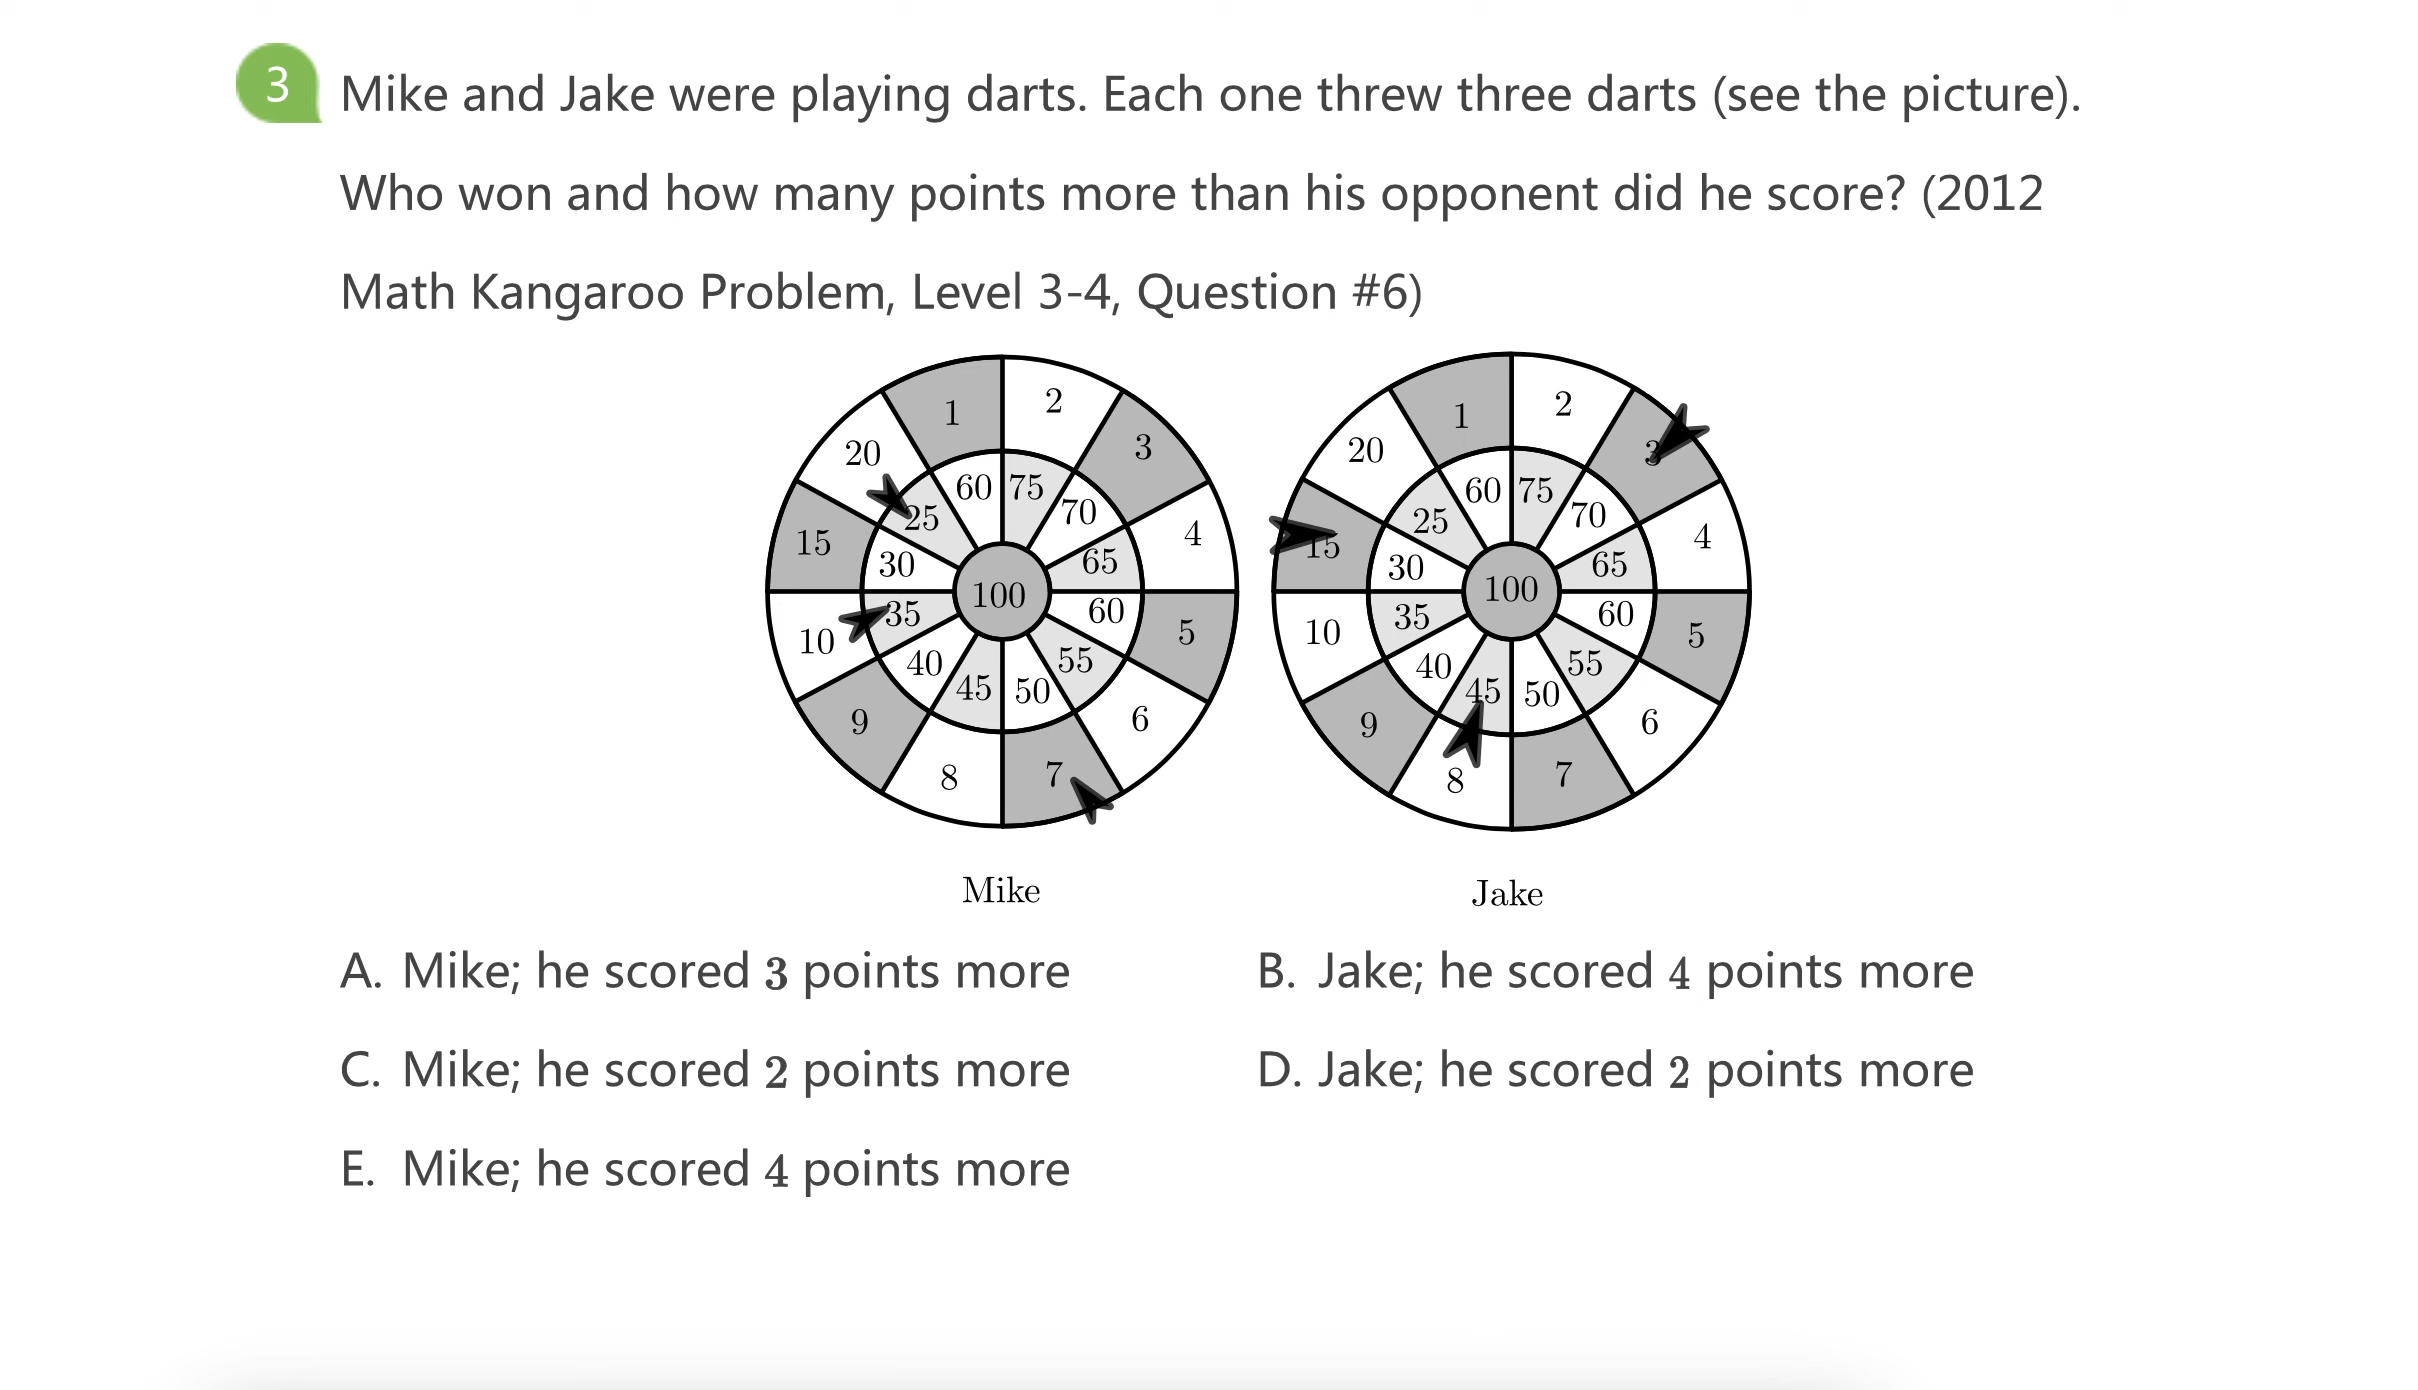 3
Mike and Jake were playing darts. Each one threw three darts (see the picture).
Who won and how many points more than his opponent did he score? (2012
Math Kangaroo Problem, Level 3-4, Question #6)
1 2 3 4 5 6 7 8 9 10 15 20
60 75 70 65 60 55 50 45 40 35 30 25
100
Mike
1 2 3 4 5 6 7 8 9 10 15 20
60 75 70 65 60 55 50 45 40 35 30 25
100
Jake
A. Mike; he scored 3 points more
B. Jake; he scored 4 points more
C. Mike; he scored 2 points more
D. Jake; he scored 2 points more
E. Mike; he scored 4 points more